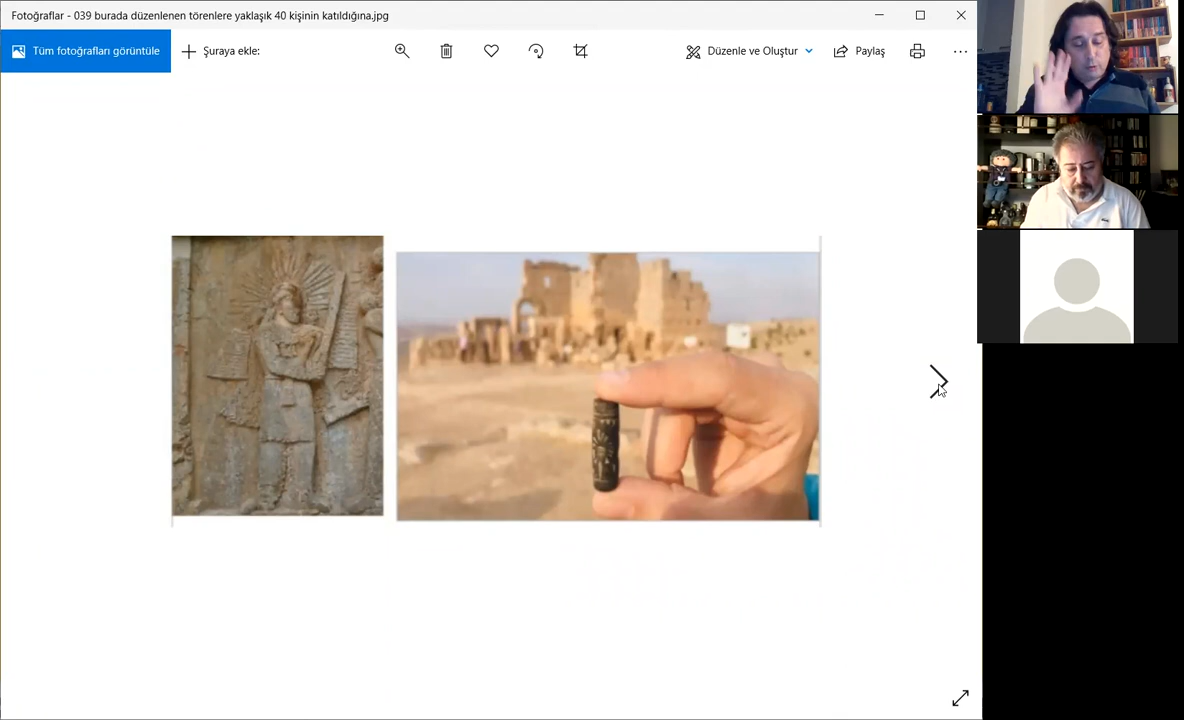 Fotoğraflar - 039 burada düzenlenen törenlere yaklaşık 40 kişinin katıldığına.jpg
Tüm fotoğrafları görüntüle
Şuraya ekle:
Düzenle ve Oluştur
Paylaş